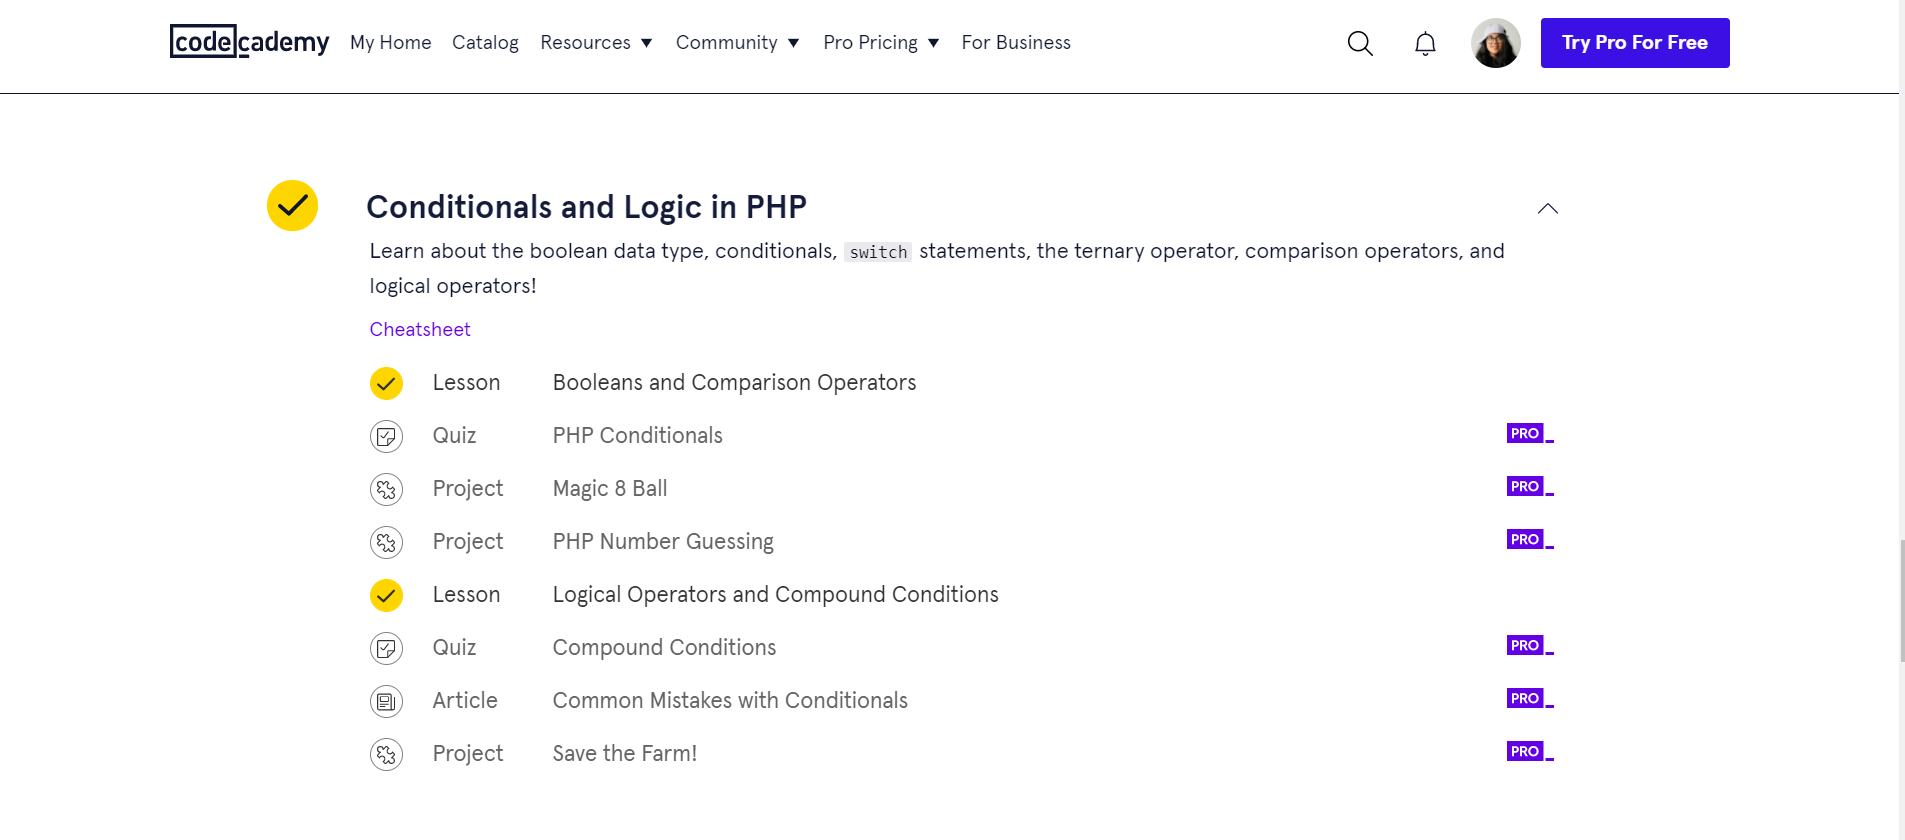 codecademy My Home Catalog Resources Community Pro Pricing For Business Try Pro For Free
Conditionals and Logic in PHP
Learn about the boolean data type, conditionals, switch statements, the ternary operator, comparison operators, and
logical operators!
Cheatsheet
Lesson Booleans and Comparison Operators
Quiz PHP Conditionals PRO
Project Magic 8 Ball PRO
Project PHP Number Guessing PRO
Lesson Logical Operators and Compound Conditions
Quiz Compound Conditions PRO
Article Common Mistakes with Conditionals PRO
Project Save the Farm! PRO